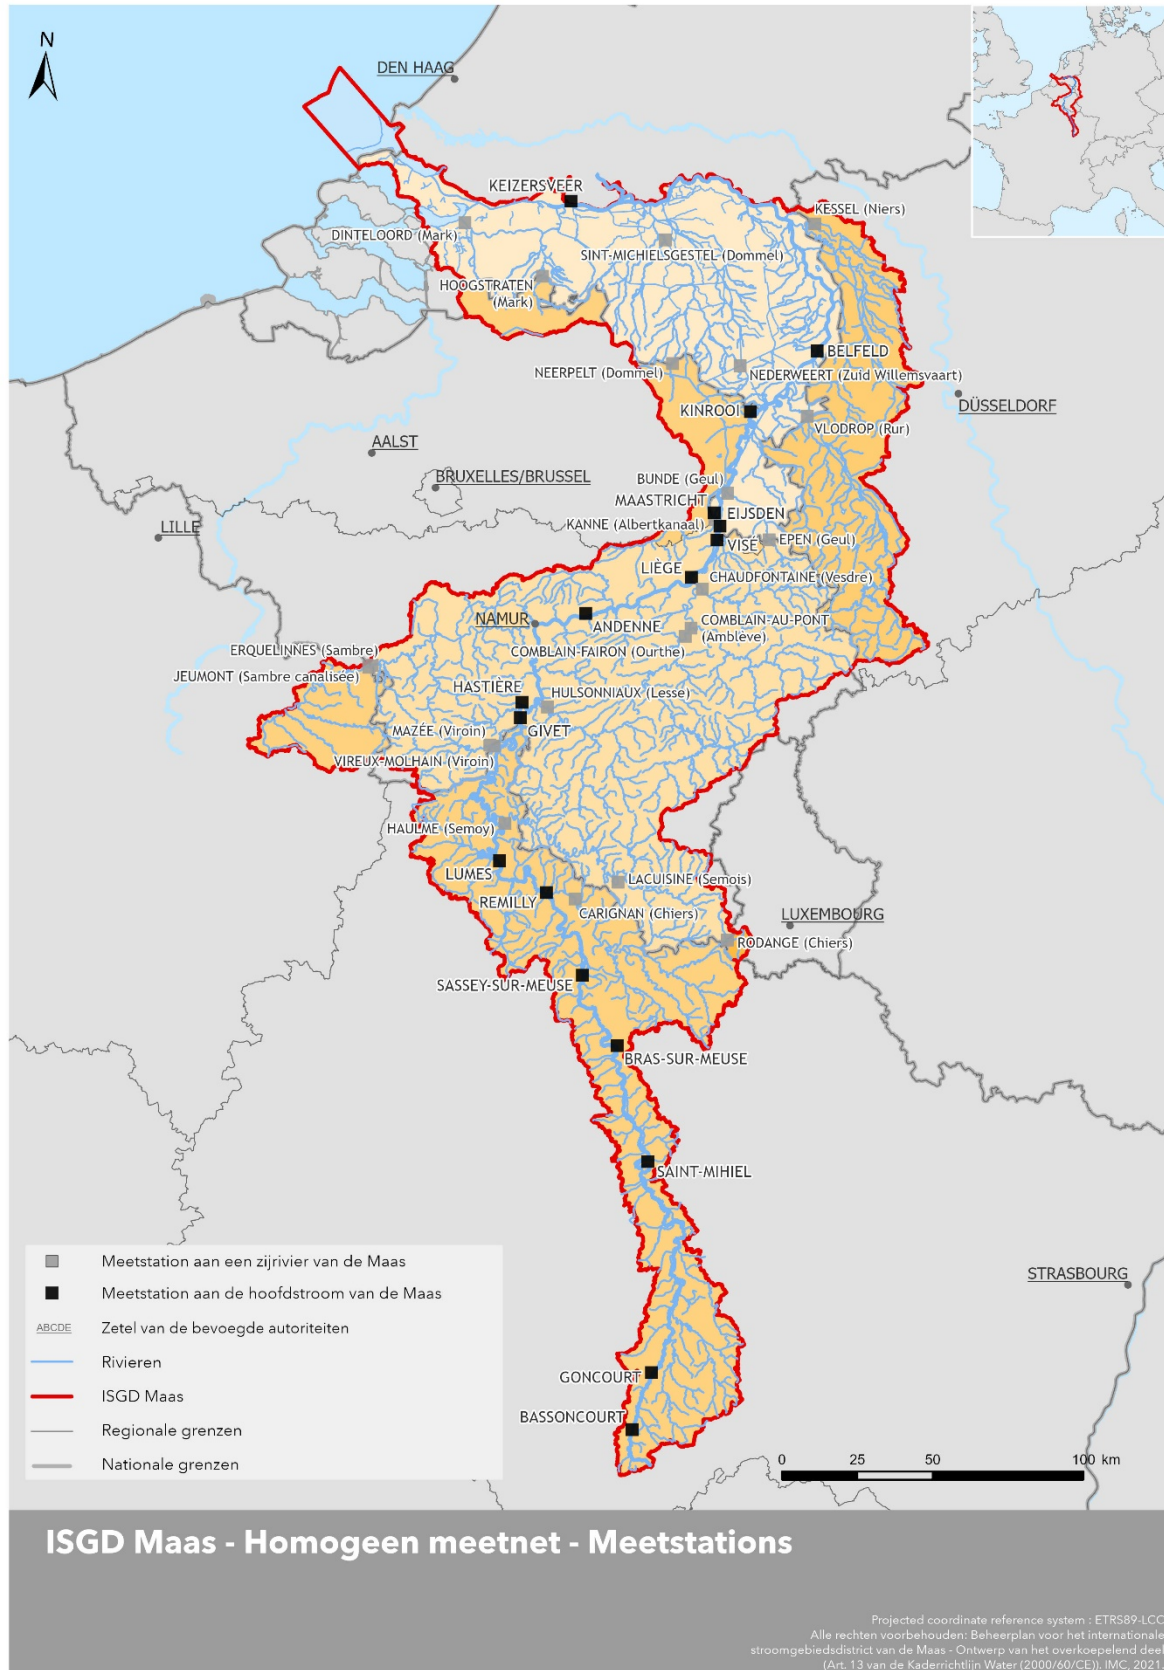 N
DEN HAAG
KEIZERSVEER
KESSEL (Niers)
DINTELOORD (Mark)
SINT-MICHIELSGESTEL (Dommel)
HOOGSTRATEN
(Mark)
BELFELD
NEERPELT (Dommel)
NEDERWEERT (Zuid Willemsvaart)
DÜSSELDORF
KINROOI
VLODROP (Rur)
AALST
BRUXELLES/BRUSSEL
BUNDE (Geul)
MAASTRICHT
EIJSDEN
KANNE (Albertkanaal)
LILLE
VISÉ
EPEN (Geul)
LIÈGE
CHAUDFONTAINE (Vesdre)
NAMUR
ANDENNE
COMBLAIN-AU-PONT
(Amblève)
COMBLAIN-FAIRON (Ourthe)
ERQUELINNES (Sambre)
JEUMONT (Sambre canalisée)
HASTIÈRE
HULSONNIAUX (Lesse)
GIVET
MAZÉE (Viroin)
VIREUX-MOLHAIN (Viroin)
HAULME (Semoy)
LUMES
LACUISINE (Semois)
REMILLY
CARIGNAN (Chiers)
LUXEMBOURG
RODANGE (Chiers)
SASSEY-SUR-MEUSE
BRAS-SUR-MEUSE
SAINT-MIHIEL
STRASBOURG
GONCOURT
BASSONCOURT
Meetstation aan een zijrivier van de Maas
Meetstation aan de hoofdstroom van de Maas
ABCDE Zetel van de bevoegde autoriteiten
Rivieren
ISGD Maas
Regionale grenzen
Nationale grenzen
0 25 50 100 km
ISGD Maas - Homogeen meetnet - Meetstations
Projected coordinate reference system : ETRS89-LCC
Alle rechten voorbehouden: Beheerplan voor het internationale
stroomgebiedsdistrict van de Maas - Ontwerp van het overkoepelend deel
(Art. 13 van de Kaderrichtlijn Water (2000/60/CE)), IMC, 2021